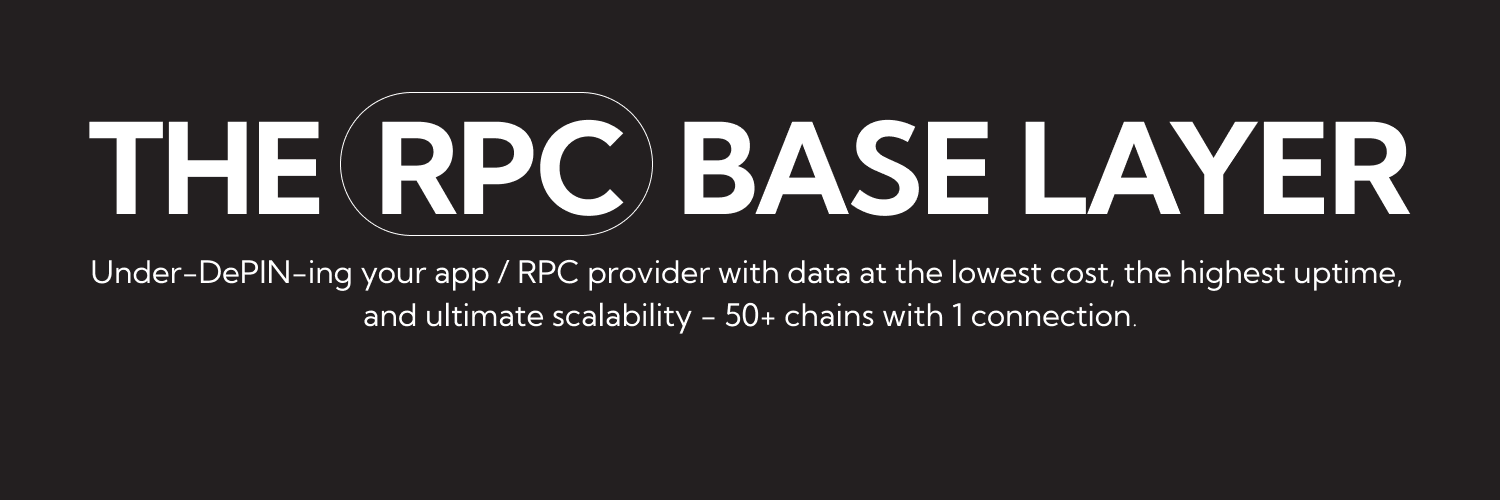 THE RPC BASE LAYER
Under-DePIN-ing your app / RPC provider with data at the lowest cost, the highest uptime,
and ultimate scalability - 50+ chains with 1 connection.